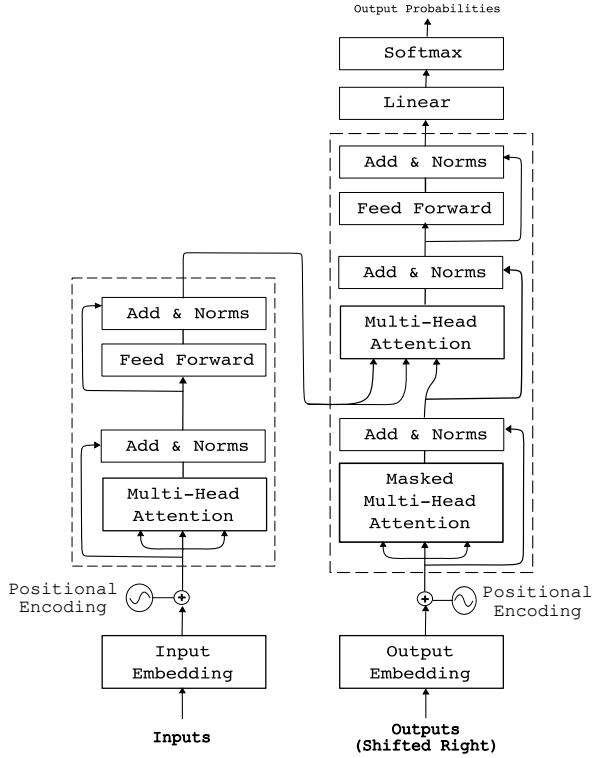 Output Probabilities
Softmax
Linear
Add & Norms
Feed Forward
Add & Norms
Multi-Head
Attention
Add & Norms
Masked
Multi-Head
Attention
Positional
Encoding
Output
Embedding
Outputs
(Shifted Right)
Add & Norms
Feed Forward
Add & Norms
Multi-Head
Attention
Positional
Encoding
Input
Embedding
Inputs